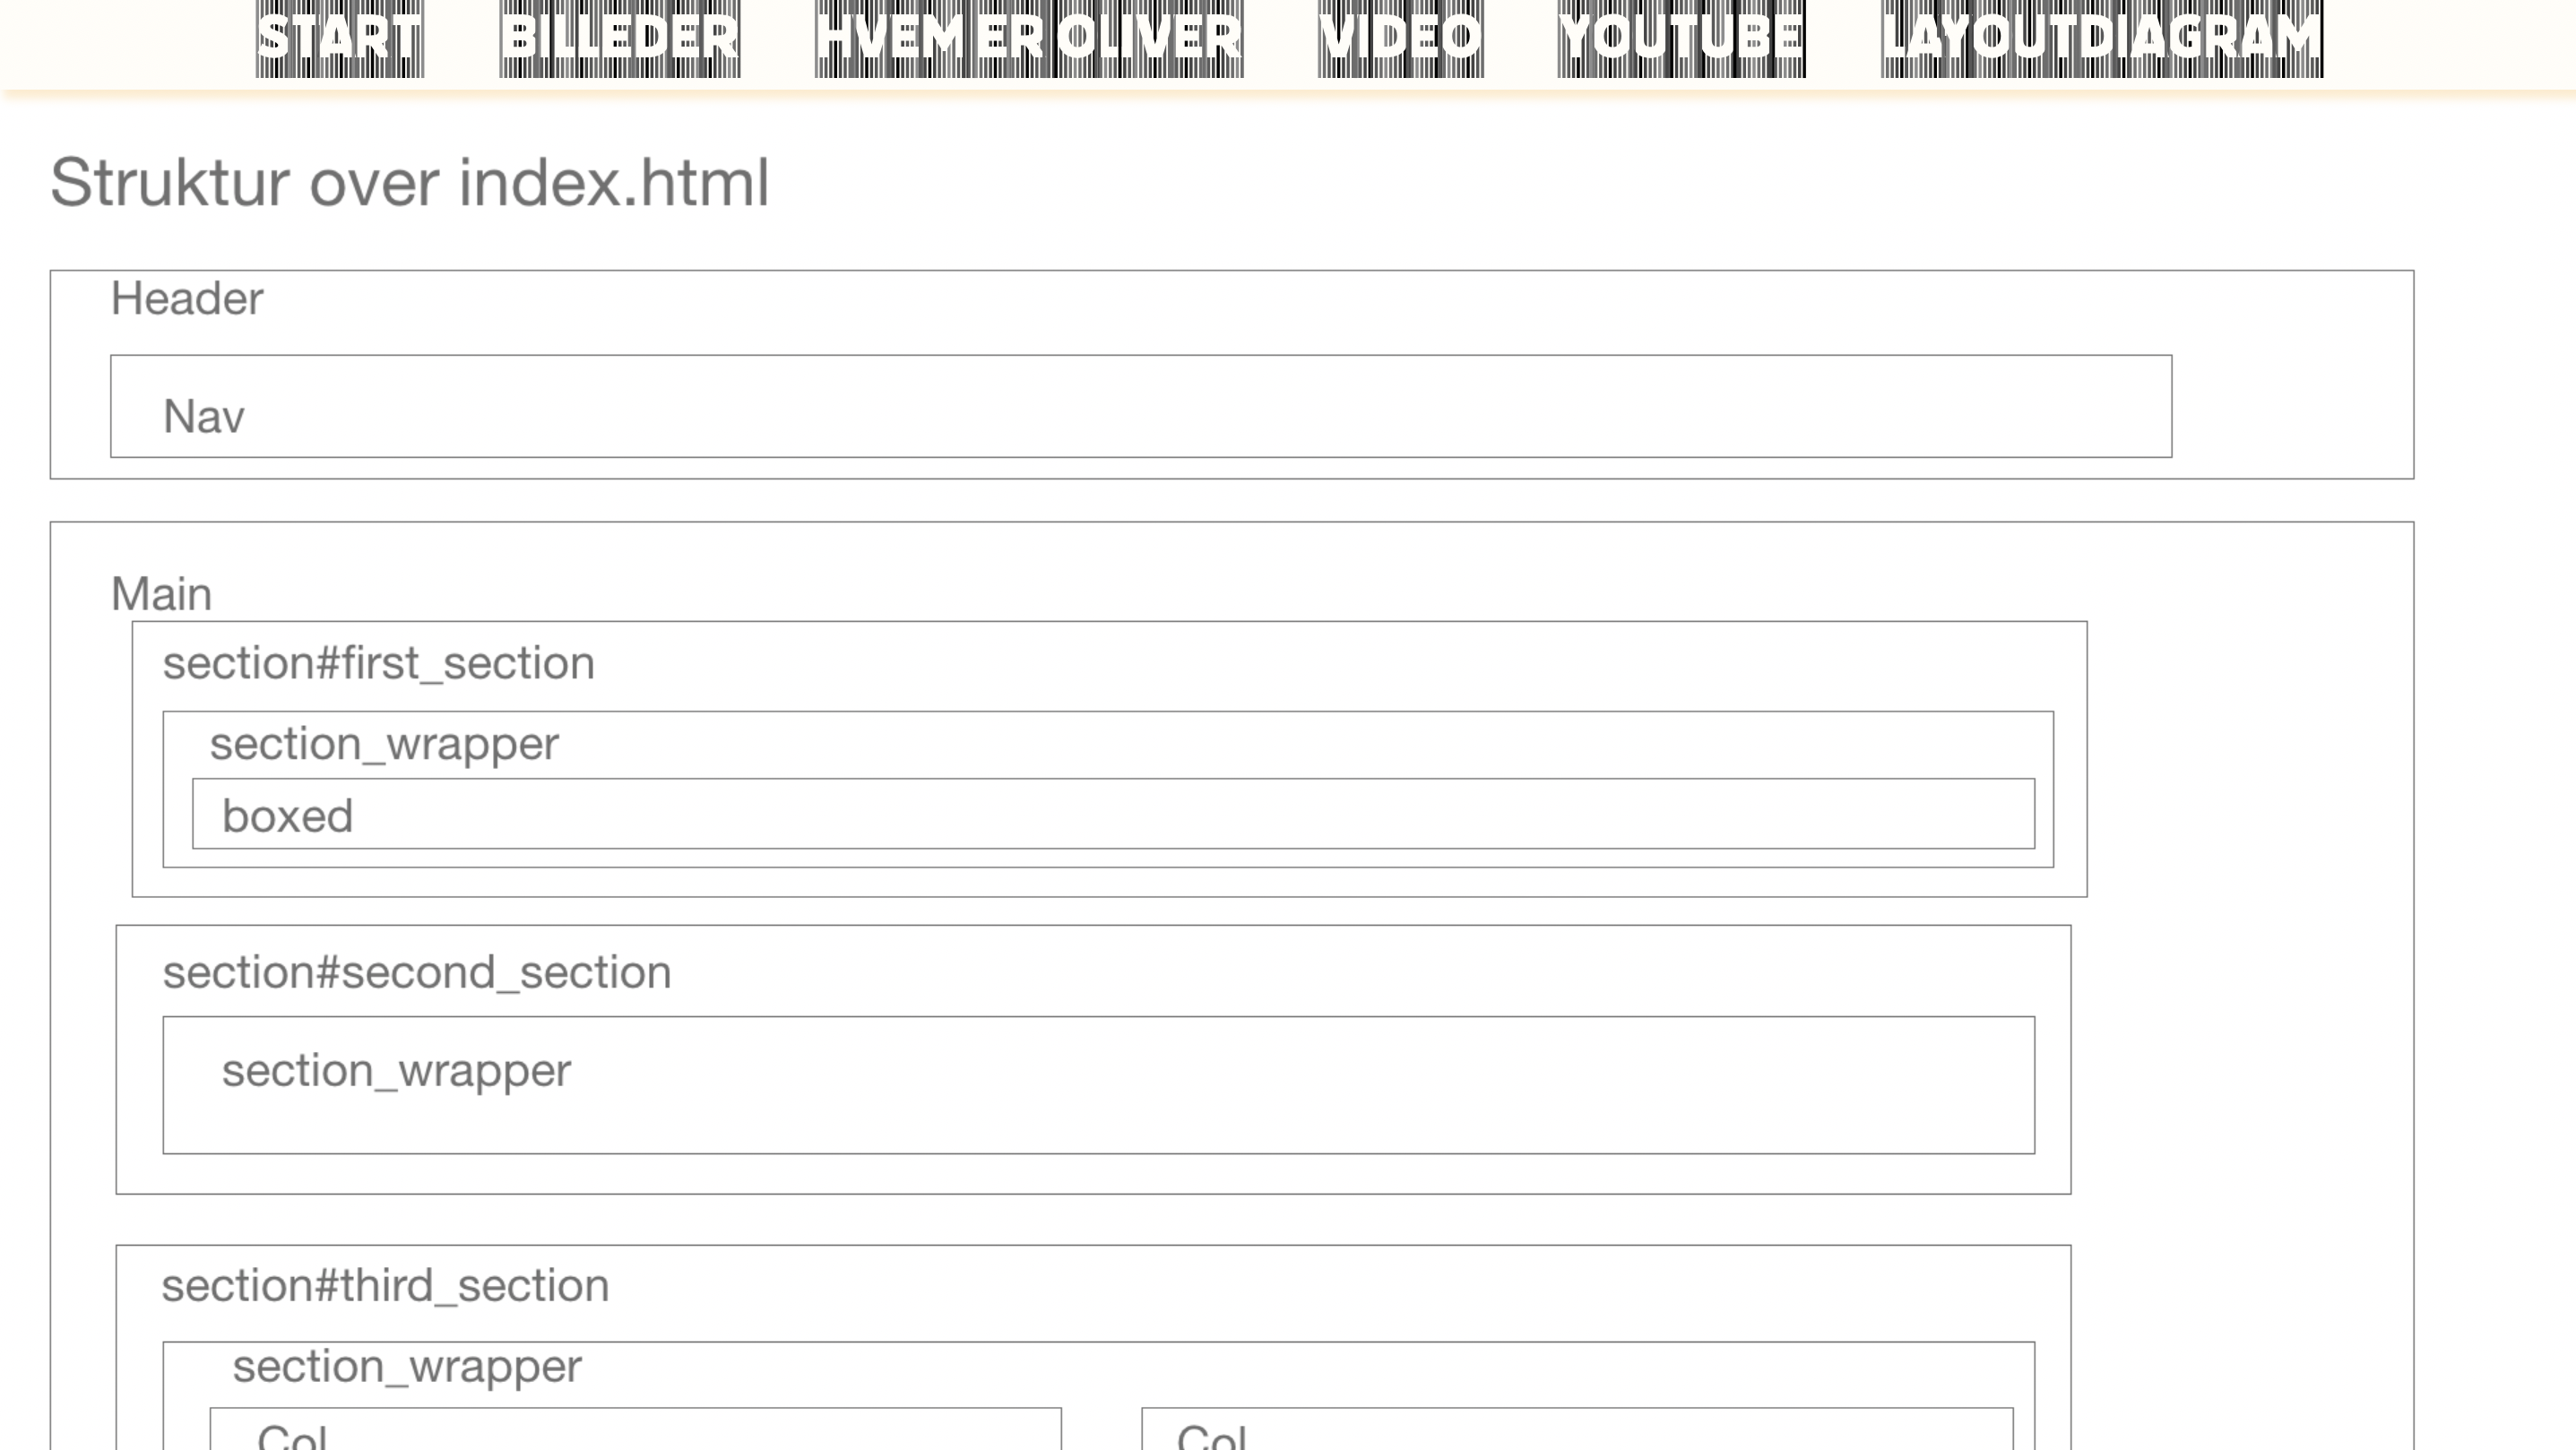 START BILLEDER HVEM ER OLIVER VIDEO YOUTUBE LAYOUTDIAGRAM
Struktur over index.html
Header
Nav
Main
section#first_section
section_wrapper
boxed
section#second_section
section_wrapper
section#third_section
section_wrapper
Col Col